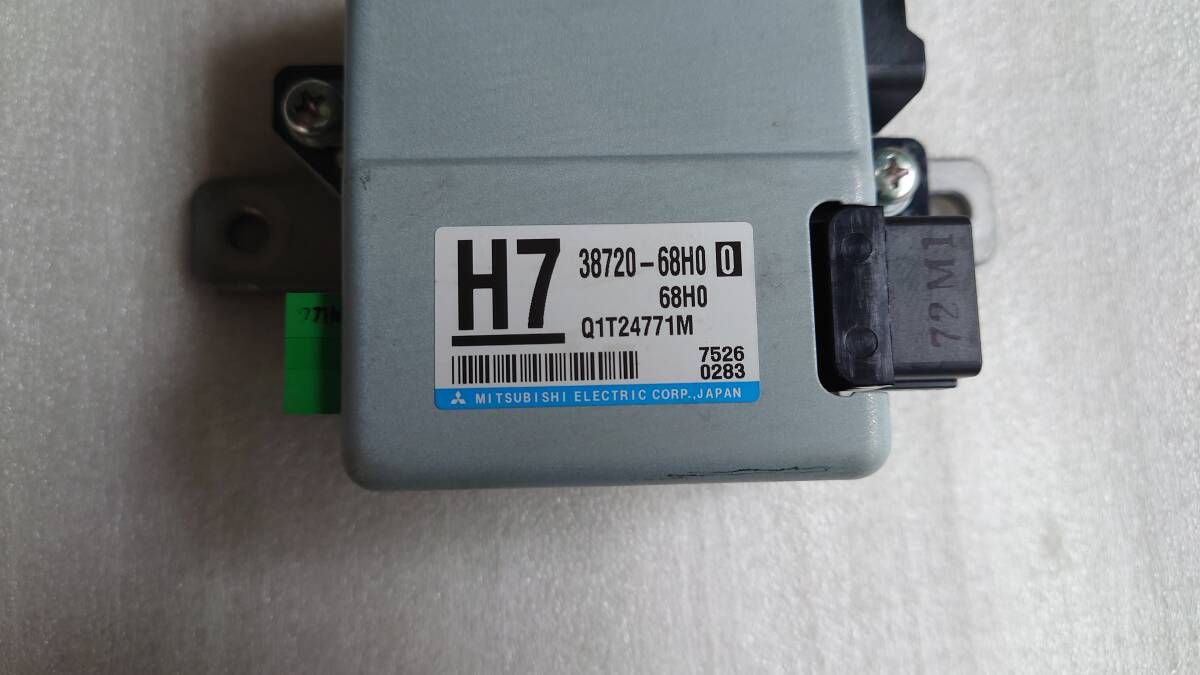 H7
38720-68H0 0
68H0
Q1T24771M
7526
0283
MITSUBISHI ELECTRIC CORP.,JAPAN
72M1